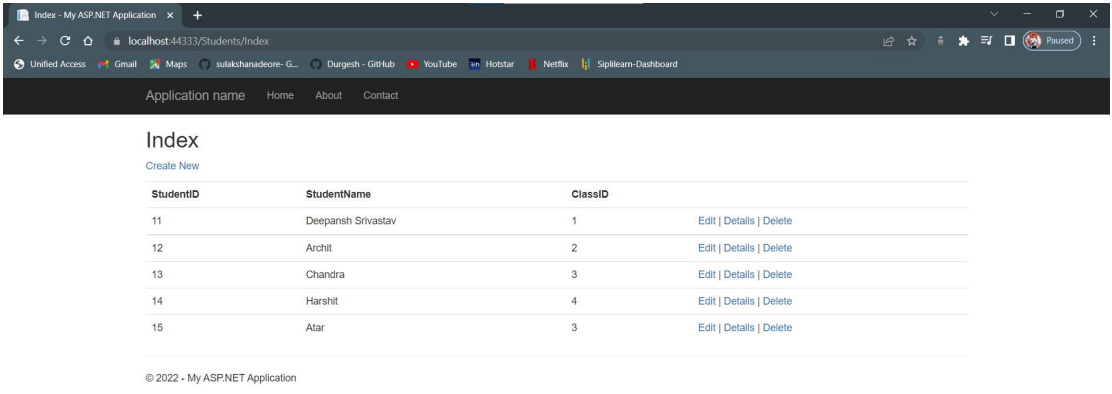 Index - My ASP.NET Application
localhost:44333/Students/Index
Paused
Unified Access Gmail Maps sulakshanadeore- G... Durgesh - GitHub YouTube Hotstar Netflix Siplilearn-Dashboard
Application name Home About Contact
Index
Create New
StudentID StudentName ClassID
11 Deepansh Srivastav 1 Edit | Details | Delete
12 Archit 2 Edit | Details | Delete
13 Chandra 3 Edit | Details | Delete
14 Harshit 4 Edit | Details | Delete
15 Atar 3 Edit | Details | Delete
© 2022 - My ASP.NET Application